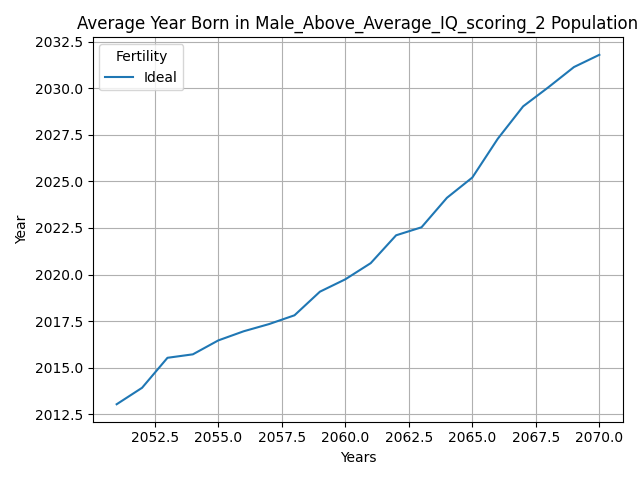 Average Year Born in Male_Above_Average_IQ_scoring_2 Population
2032.5
2030.0
2027.5
2025.0
2022.5
2020.0
2017.5
2015.0
2012.5
Year
Fertility
Ideal
2052.5 2055.0 2057.5 2060.0 2062.5 2065.0 2067.5 2070.0
Years